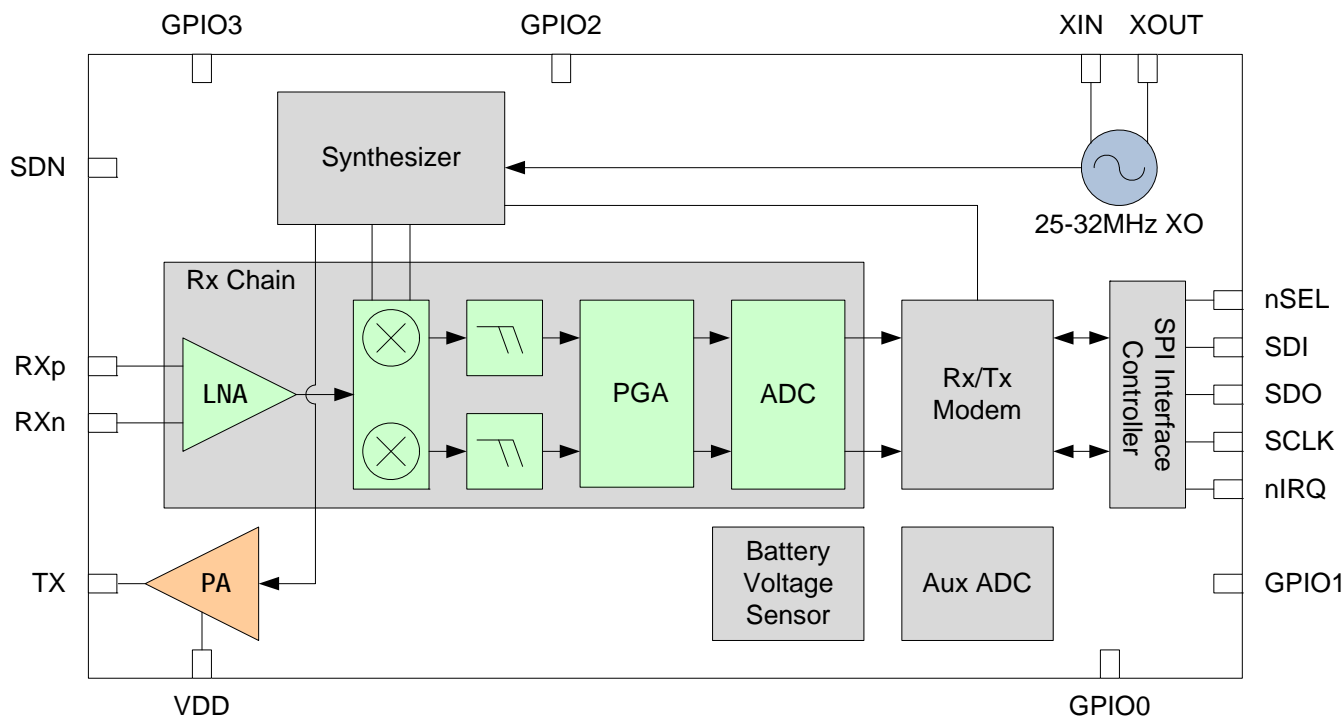 GPIO3
GPIO2
XIN
XOUT
SDN
Synthesizer
25-32MHz XO
Rx Chain
RXp
RXn
LNA
PGA
ADC
Rx/Tx
Modem
SPI Interface
Controller
nSEL
SDI
SDO
SCLK
nIRQ
TX
PA
Battery
Voltage
Sensor
Aux ADC
GPIO1
VDD
GPIO0